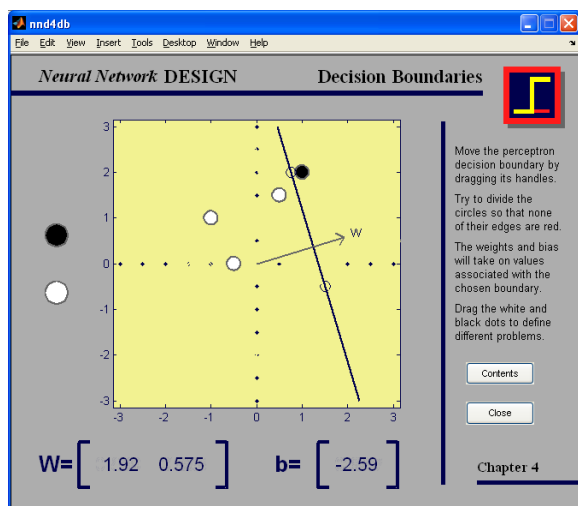 nnd4db
File Edit View Insert Tools Desktop Window Help
Neural Network DESIGN
Decision Boundaries
Move the perceptron
decision boundary by
dragging its handles.
Try to divide the
circles so that none
of their edges are red.
The weights and bias
will take on values
associated with the
chosen boundary.
Drag the white and
black dots to define
different problems.
Contents
Close
Chapter 4
3
2
1
0
-1
-2
-3
W
-3 -2 -1 0 1 2 3
W= [ 1.92 0.575 ] b= [ -2.59 ]